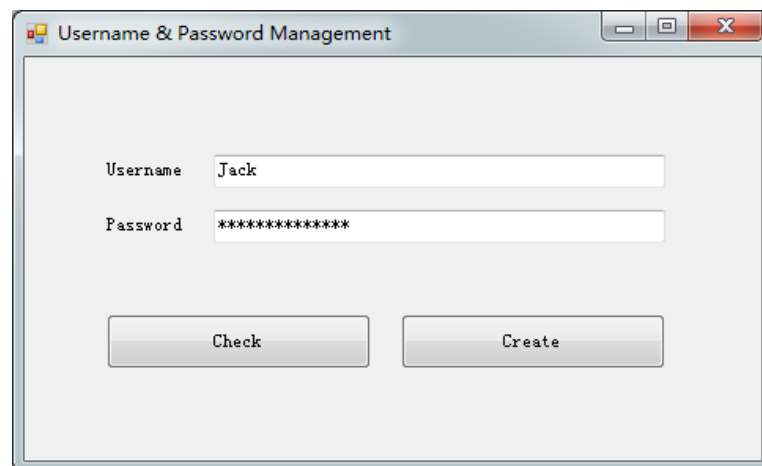 Username & Password Management
Username Jack
Password **************
Check Create